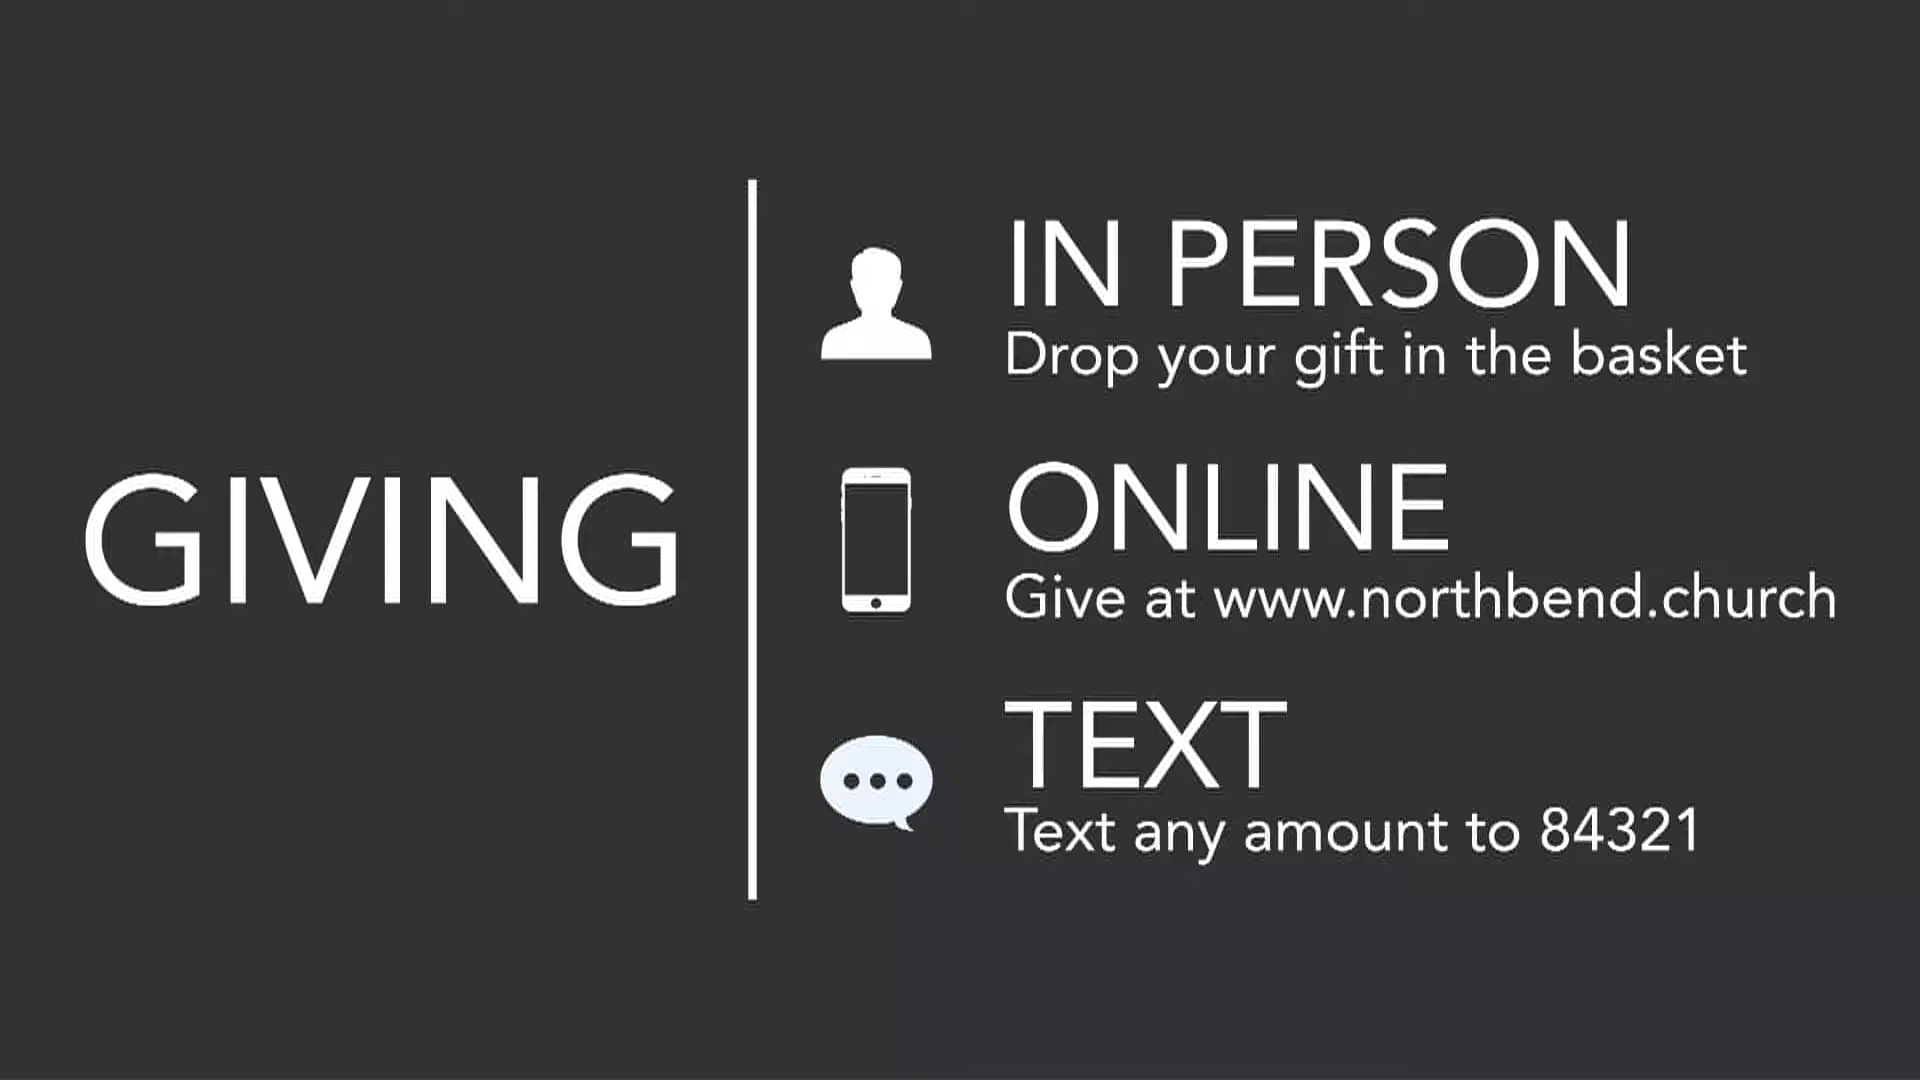 GIVING
IN PERSON
Drop your gift in the basket
ONLINE
Give at www.northbend.church
TEXT
Text any amount to 84321